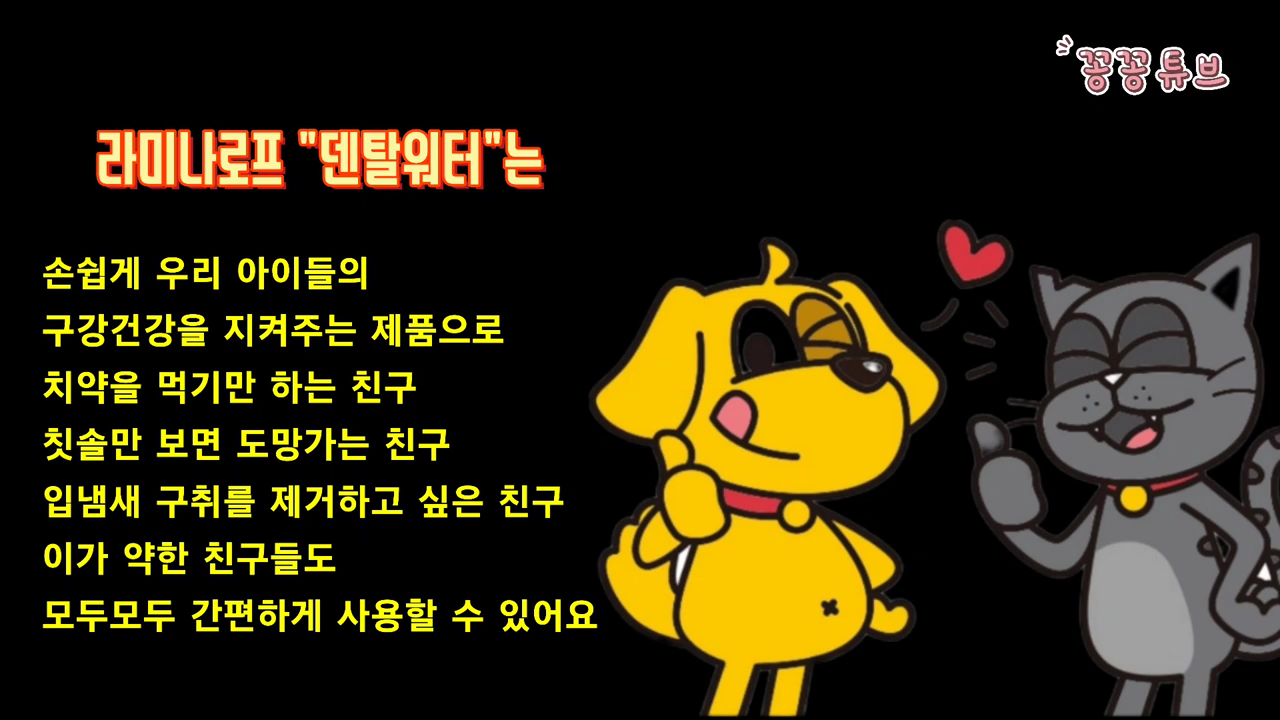 꽁꽁튜브
라미나로프 "덴탈워터"는
손쉽게 우리 아이들의
구강건강을 지켜주는 제품으로
치약을 먹기만 하는 친구
칫솔만 보면 도망가는 친구
입냄새 구취를 제거하고 싶은 친구
이가 약한 친구들도
모두모두 간편하게 사용할 수 있어요